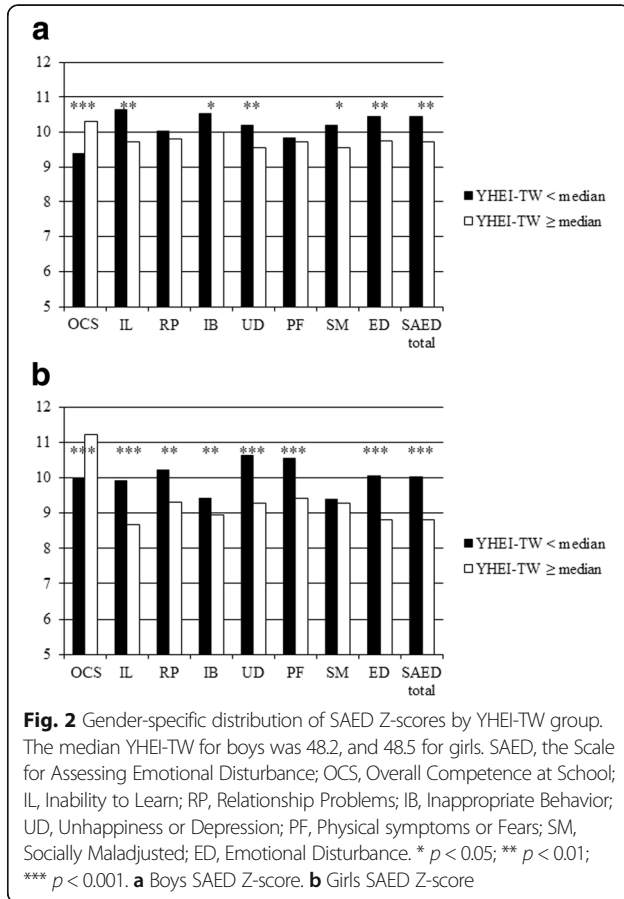 a
12
11
10
9
8
7
6
5
*** ** * ** * ** **
OCS IL RP IB UD PF SM ED SAED total
YHEI-TW < median
YHEI-TW ≥ median
b
12
11
10
9
8
7
6
5
*** *** ** ** *** *** *** ***
OCS IL RP IB UD PF SM ED SAED total
YHEI-TW < median
YHEI-TW ≥ median
Fig. 2 Gender-specific distribution of SAED Z-scores by YHEI-TW group.
The median YHEI-TW for boys was 48.2, and 48.5 for girls. SAED, the Scale
for Assessing Emotional Disturbance; OCS, Overall Competence at School;
IL, Inability to Learn; RP, Relationship Problems; IB, Inappropriate Behavior;
UD, Unhappiness or Depression; PF, Physical symptoms or Fears; SM,
Socially Maladjusted; ED, Emotional Disturbance. * p < 0.05; ** p < 0.01;
*** p < 0.001. a Boys SAED Z-score. b Girls SAED Z-score